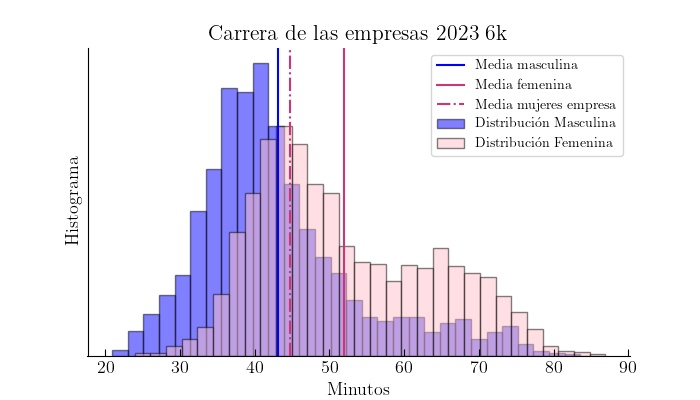 Carrera de las empresas 2023 6k
Media masculina
Media femenina
Media mujeres empresa
Distribución Masculina
Distribución Femenina
Histograma
20 30 40 50 60 70 80 90
Minutos